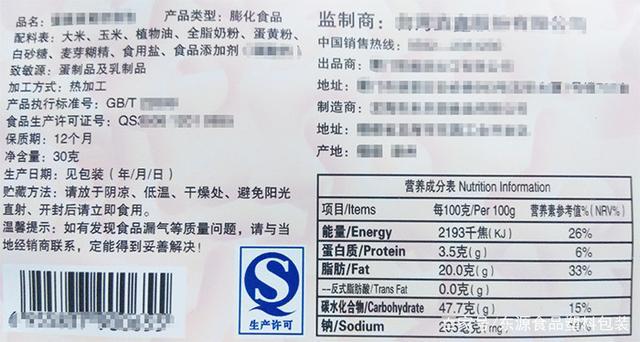 品名：
产品类型：膨化食品
配料表：大米、玉米、植物油、全脂奶粉、蛋黄粉、
白砂糖、麦芽糊精、食用盐、食品添加剂
致敏源：蛋制品及乳制品
加工方式：热加工
产品执行标准号：GB/T
食品生产许可证号：QS
保质期：12个月
净含量：30克
生产日期：见包装（年/月/日）
贮藏方法：请放于阴凉、低温、干燥处、避免阳光
直射、开封后请立即食用。
温馨提示：如有发现食品漏气等质量问题，请与当
地经销商联系，定能得到妥善解决！
QS
生产许可
监制商：
中国销售热线：
出品商：
地址：
制造商：
地址：
产地：
营养成分表 Nutrition Information
项目/Items 每100克/Per 100g 营养素参考值%(NRV%)
能量/Energy 2193千焦(KJ) 26%
蛋白质/Protein 3.5克(g) 6%
脂肪/Fat 20.0克(g) 33%
--反式脂肪酸/Trans Fat 0.0克(g)
碳水化合物/Carbohydrate 47.7克(g) 15%
钠/Sodium 毫克(mg)
东源食品塑料包装